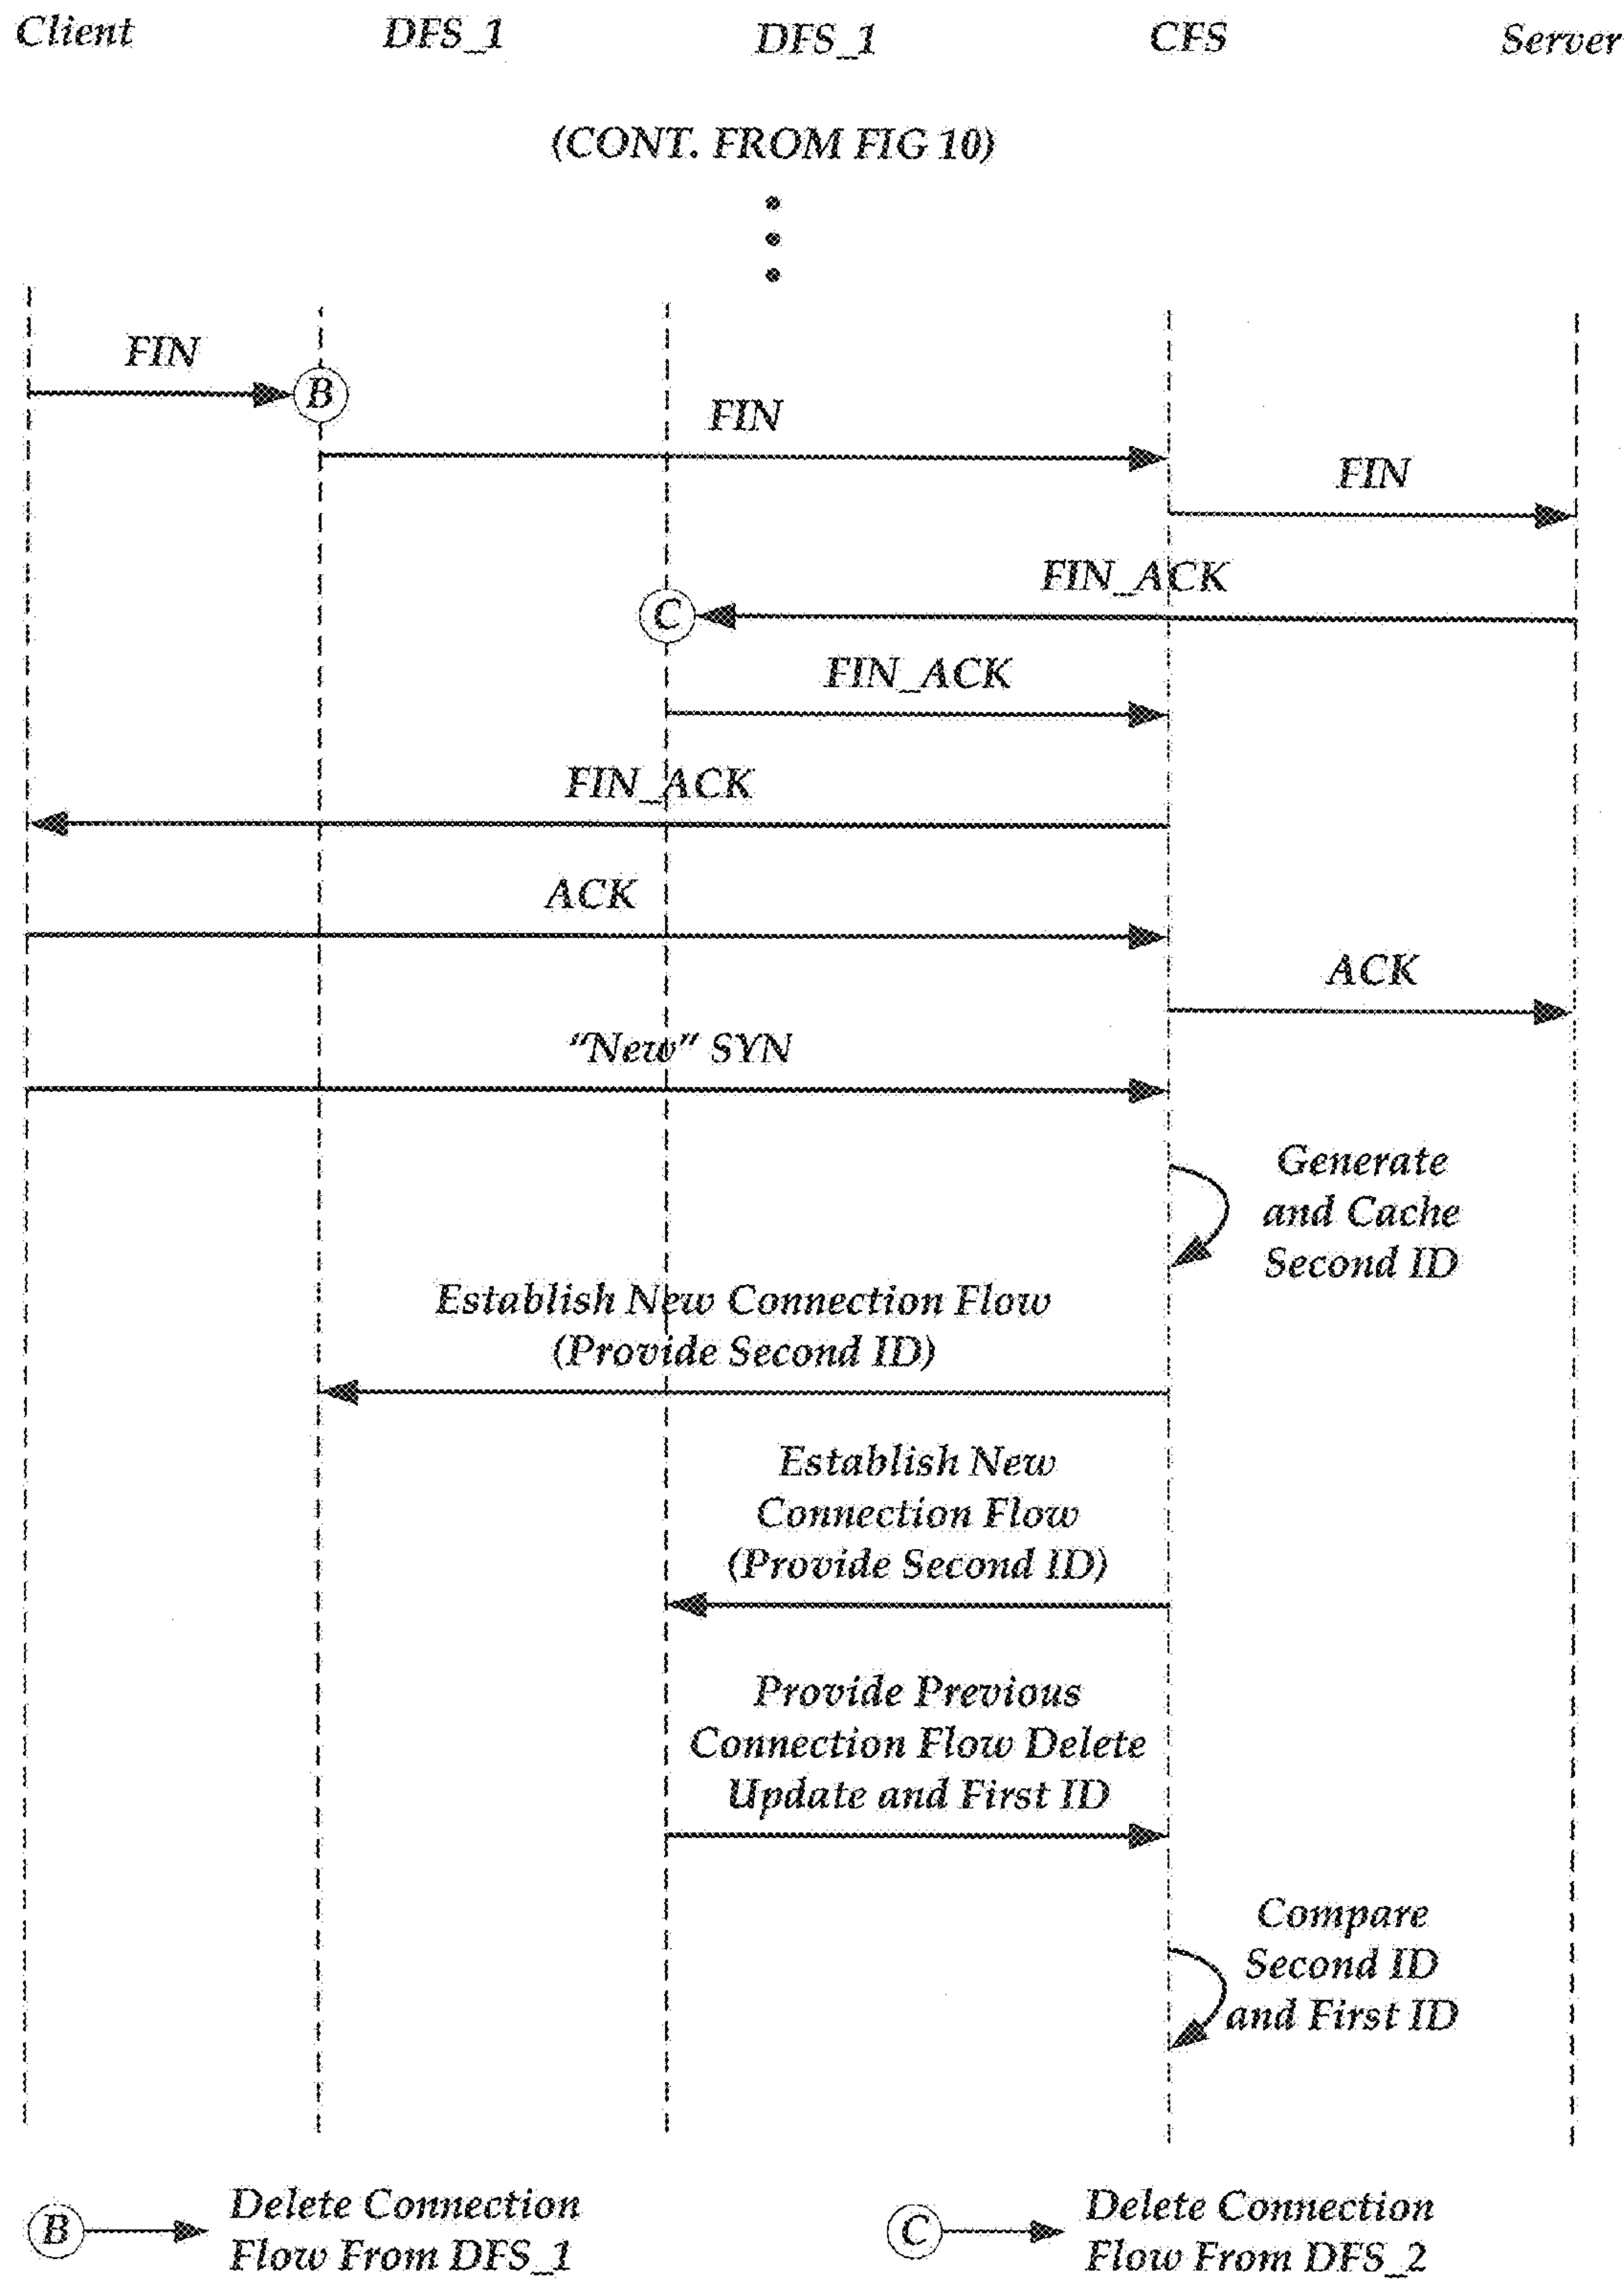 Client DFS_1 DFS_1 CFS Server
(CONT. FROM FIG 10)
FIN
B
FIN
FIN
FIN_ACK
C
FIN_ACK
FIN_ACK
ACK
ACK
"New" SYN
Generate
and Cache
Second ID
Establish New Connection Flow
(Provide Second ID)
Establish New
Connection Flow
(Provide Second ID)
Provide Previous
Connection Flow Delete
Update and First ID
Compare
Second ID
and First ID
B Delete Connection
Flow From DFS_1
C Delete Connection
Flow From DFS_2